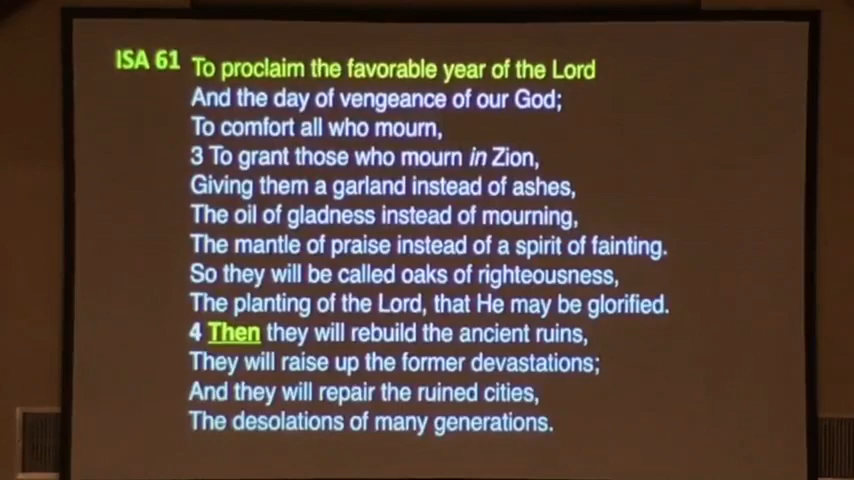 ISA 61 To proclaim the favorable year of the Lord
And the day of vengeance of our God;
To comfort all who mourn,
3 To grant those who mourn in Zion,
Giving them a garland instead of ashes,
The oil of gladness instead of mourning,
The mantle of praise instead of a spirit of fainting.
So they will be called oaks of righteousness,
The planting of the Lord, that He may be glorified.
4 Then they will rebuild the ancient ruins,
They will raise up the former devastations;
And they will repair the ruined cities,
The desolations of many generations.